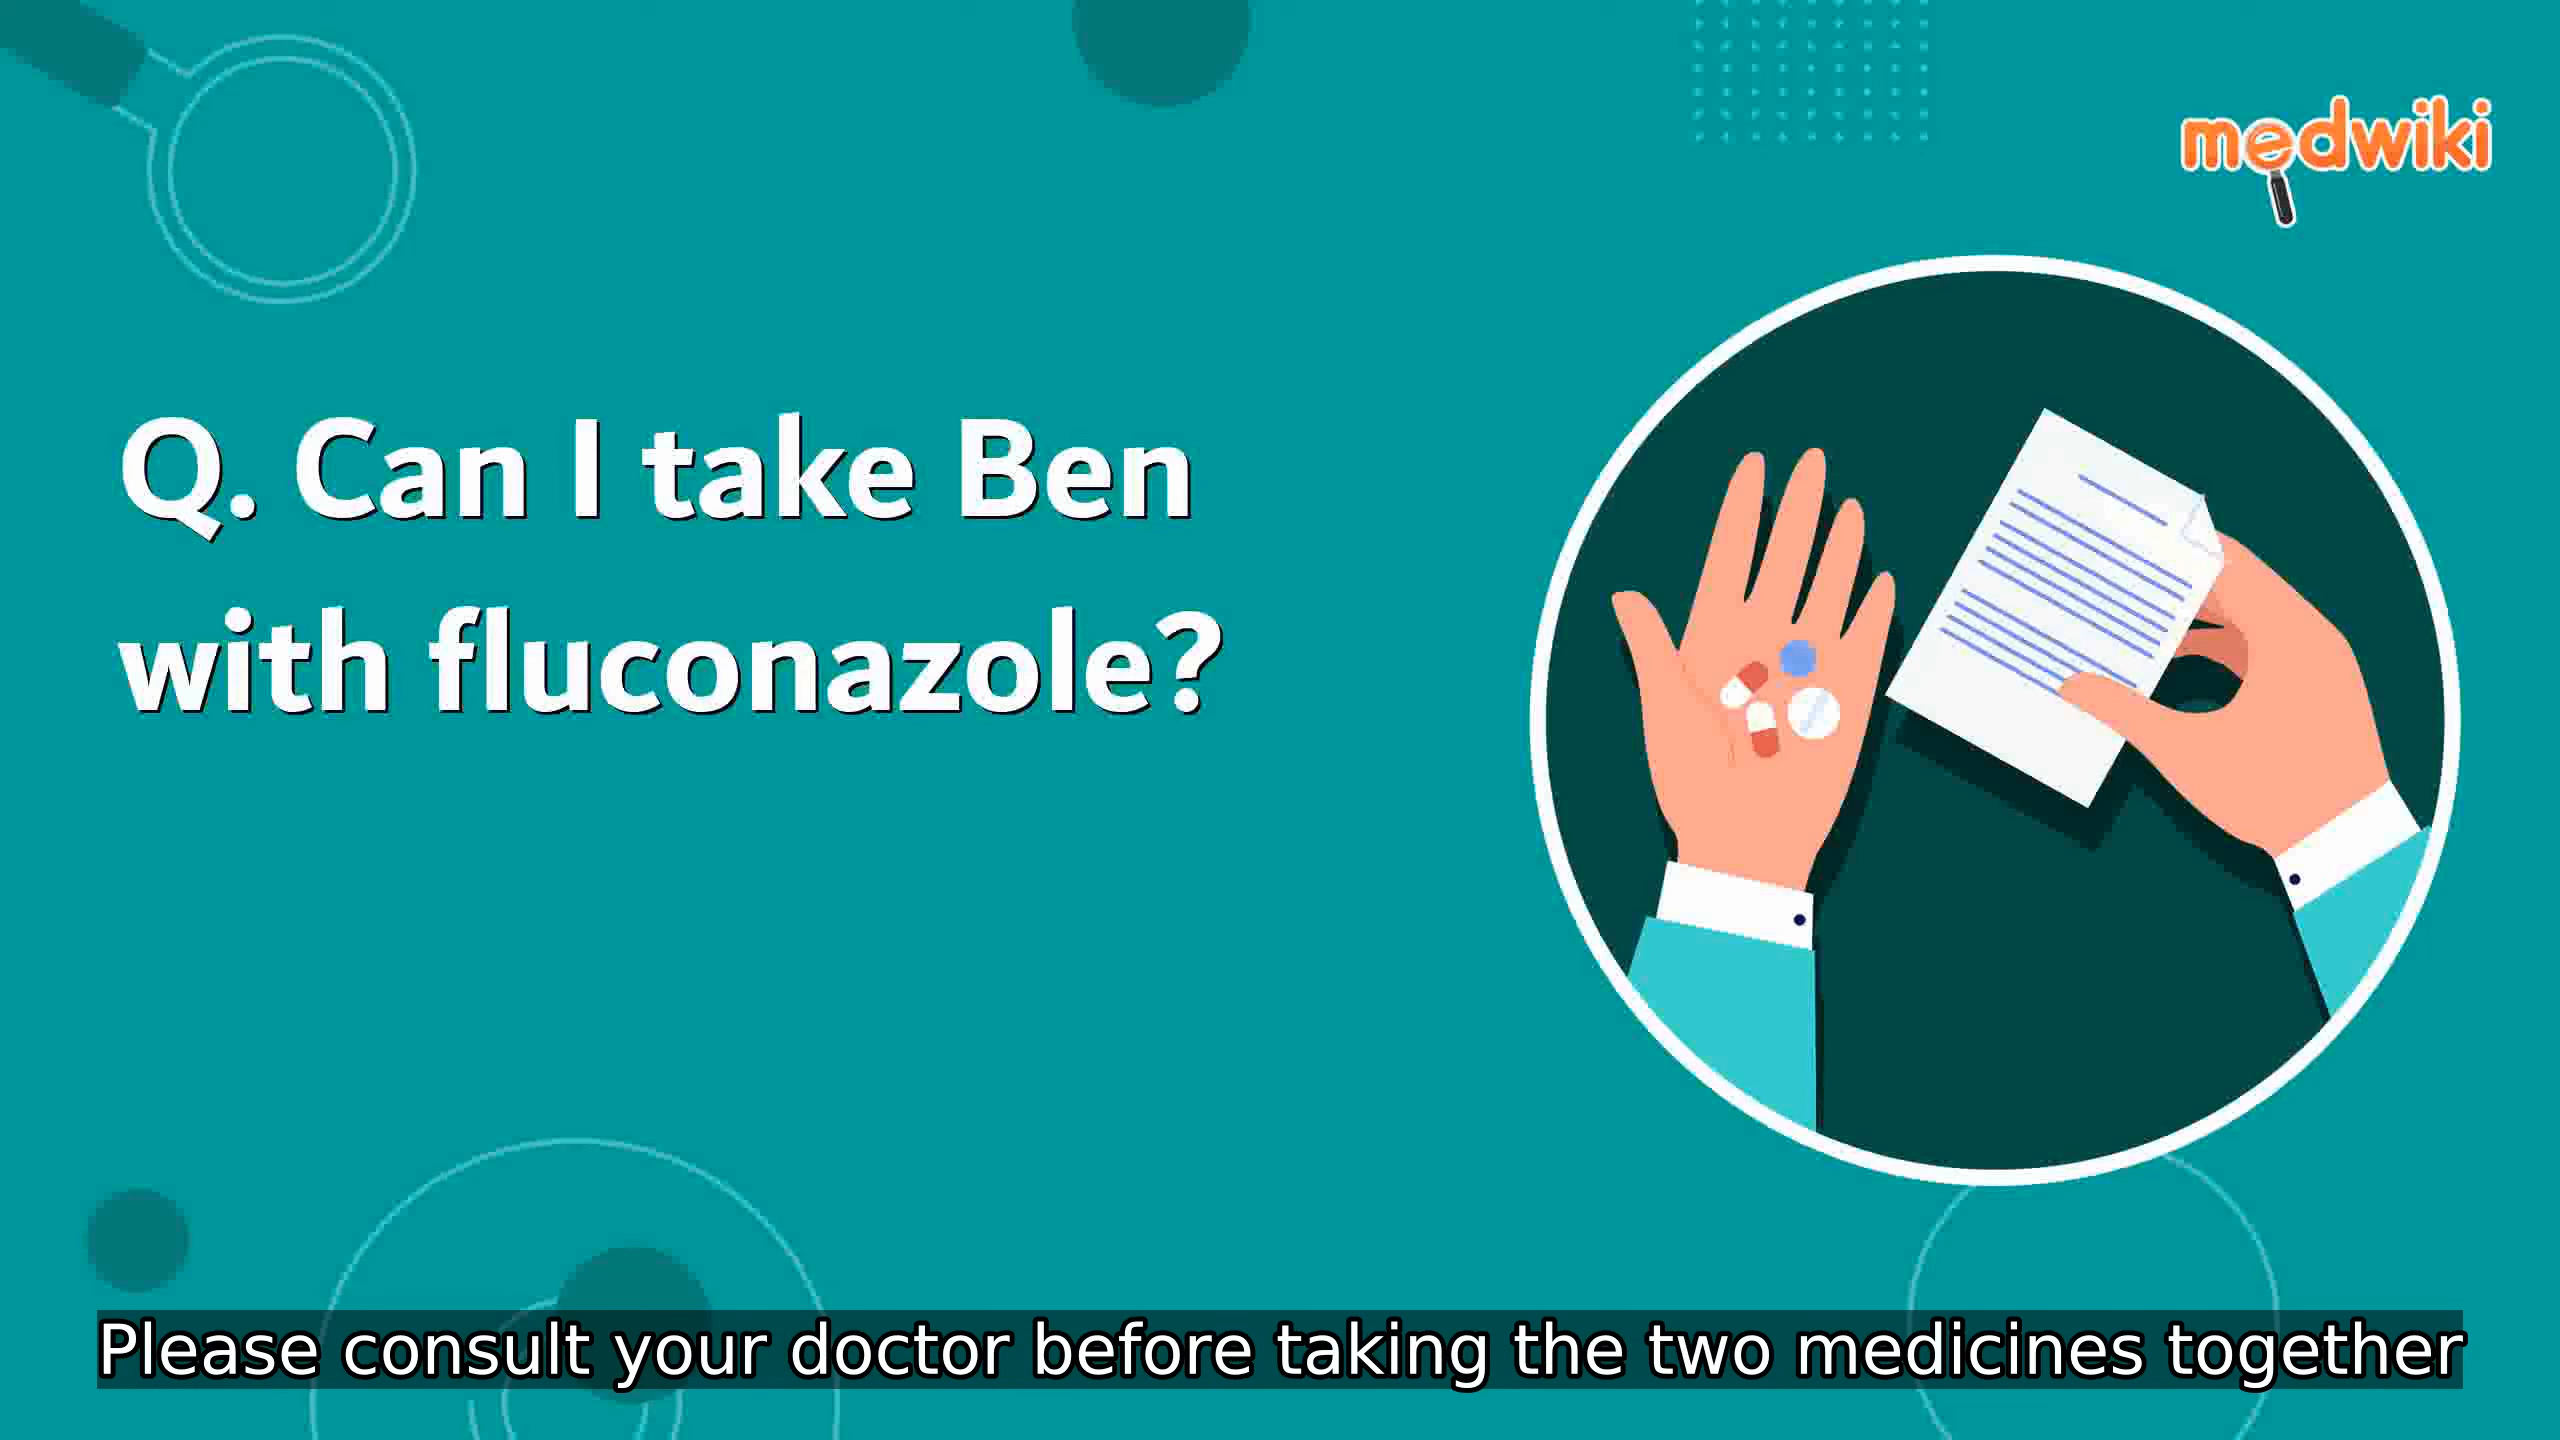 medwiki
Q. Can I take Ben
with fluconazole?
Please consult your doctor before taking the two medicines together